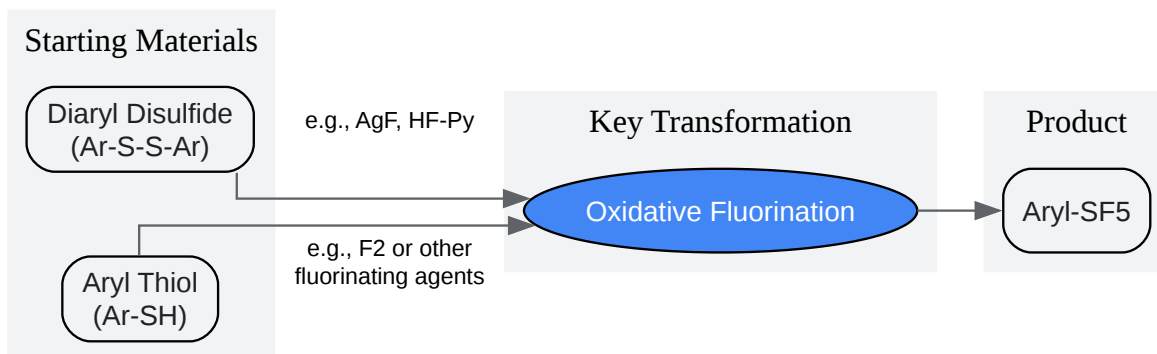 Starting Materials
Diaryl Disulfide
(Ar-S-S-Ar)
e.g., AgF, HF-Py
Key Transformation
Product
Oxidative Fluorination
Aryl-SF5
e.g., F2 or other
fluorinating agents
Aryl Thiol
(Ar-SH)